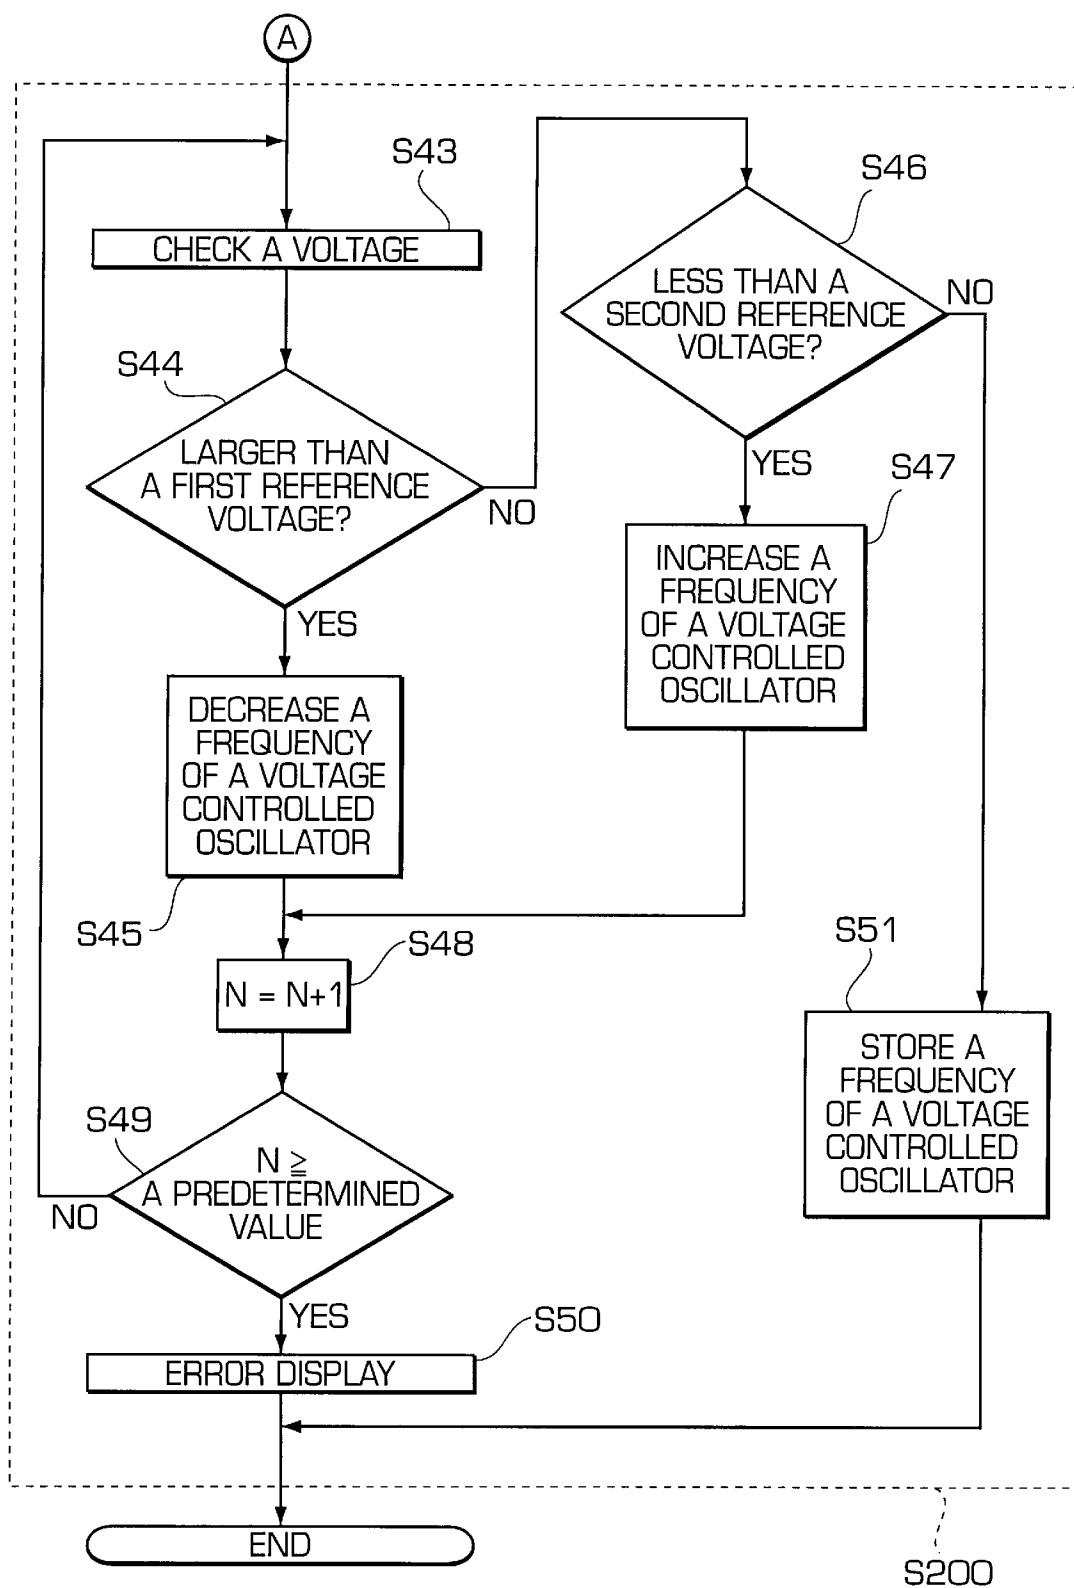 A
S43
CHECK A VOLTAGE
S44
LARGER THAN
A FIRST REFERENCE
VOLTAGE?
NO
YES
S46
LESS THAN A
SECOND REFERENCE
VOLTAGE?
NO
YES
S47
INCREASE A
FREQUENCY
OF A VOLTAGE
CONTROLLED
OSCILLATOR
DECREASE A
FREQUENCY
OF A VOLTAGE
CONTROLLED
OSCILLATOR
S45
S48
N = N+1
S51
STORE A
FREQUENCY
OF A VOLTAGE
CONTROLLED
OSCILLATOR
S49
N ≧
A PREDETERMINED
VALUE
NO
YES
S50
ERROR DISPLAY
END
S200